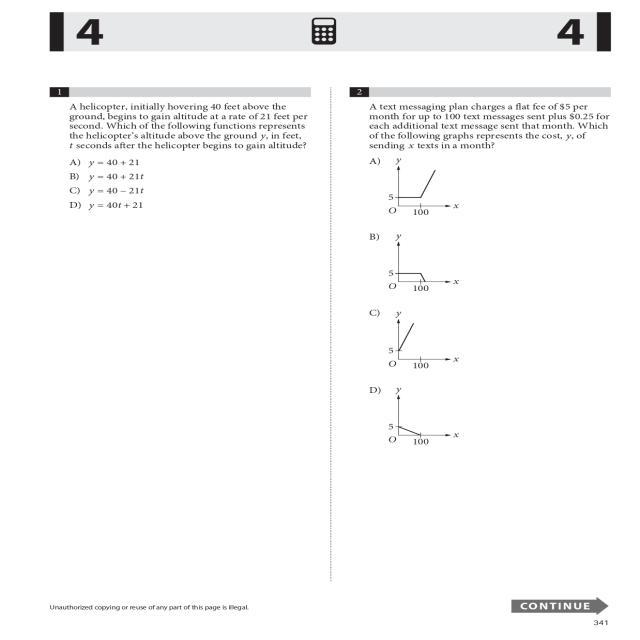 4
4
1
A helicopter, initially hovering 40 feet above the
ground, begins to gain altitude at a rate of 21 feet per
second. Which of the following functions represents
the helicopter's altitude above the ground y, in feet,
t seconds after the helicopter begins to gain altitude?
A) y = 40 + 21
B) y = 40 + 21t
C) y = 40 − 21t
D) y = 40t + 21
2
A text messaging plan charges a flat fee of $5 per
month for up to 100 text messages sent plus $0.25 for
each additional text message sent that month. Which
of the following graphs represents the cost, y, of
sending x texts in a month?
A) y
5
x
O 100
B) y
5
x
O 100
C) y
5
x
O 100
D) y
5
x
O 100
Unauthorized copying or reuse of any part of this page is illegal.
CONTINUE
341